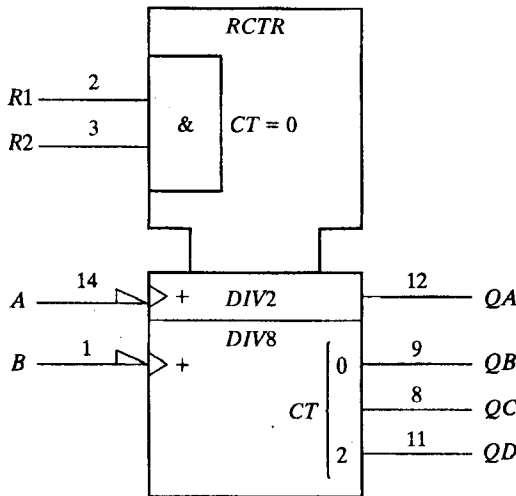 RCTR
R1 2
& CT = 0
R2 3
A 14 + DIV2 12 QA
DIV8
B 1 + 0 9 QB
CT 8 QC
2 11 QD